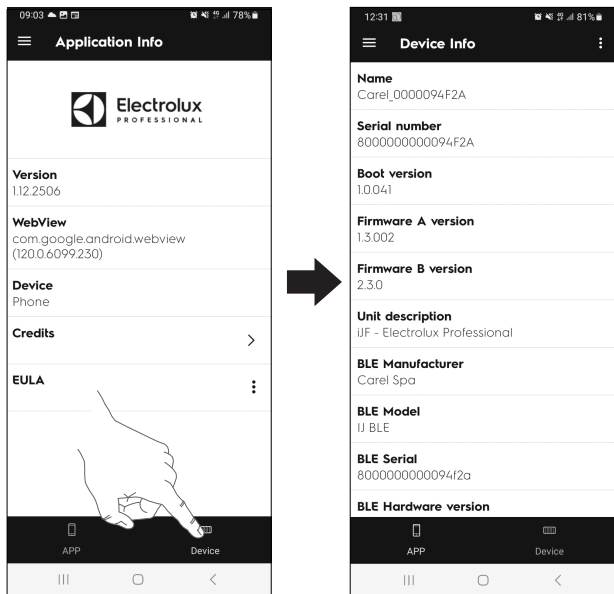 09:03
78%
Application Info
Electrolux
PROFESSIONAL
Version
1.12.2506
WebView
com.google.android.webview
(120.0.6099.230)
Device
Phone
Credits
EULA
APP
Device
12:31
81%
Device Info
Name
Carel_0000094F2A
Serial number
8000000000094F2A
Boot version
1.0.041
Firmware A version
1.3.002
Firmware B version
2.3.0
Unit description
iJF - Electrolux Professional
BLE Manufacturer
Carel Spa
BLE Model
IJ BLE
BLE Serial
8000000000094f2a
BLE Hardware version
APP
Device